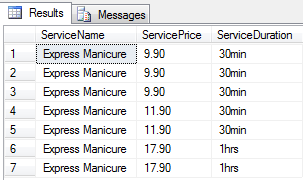 Results Messages
ServiceName ServicePrice ServiceDuration
1 Express Manicure 9.90 30min
2 Express Manicure 9.90 30min
3 Express Manicure 9.90 30min
4 Express Manicure 11.90 30min
5 Express Manicure 11.90 30min
6 Express Manicure 17.90 1hrs
7 Express Manicure 17.90 1hrs